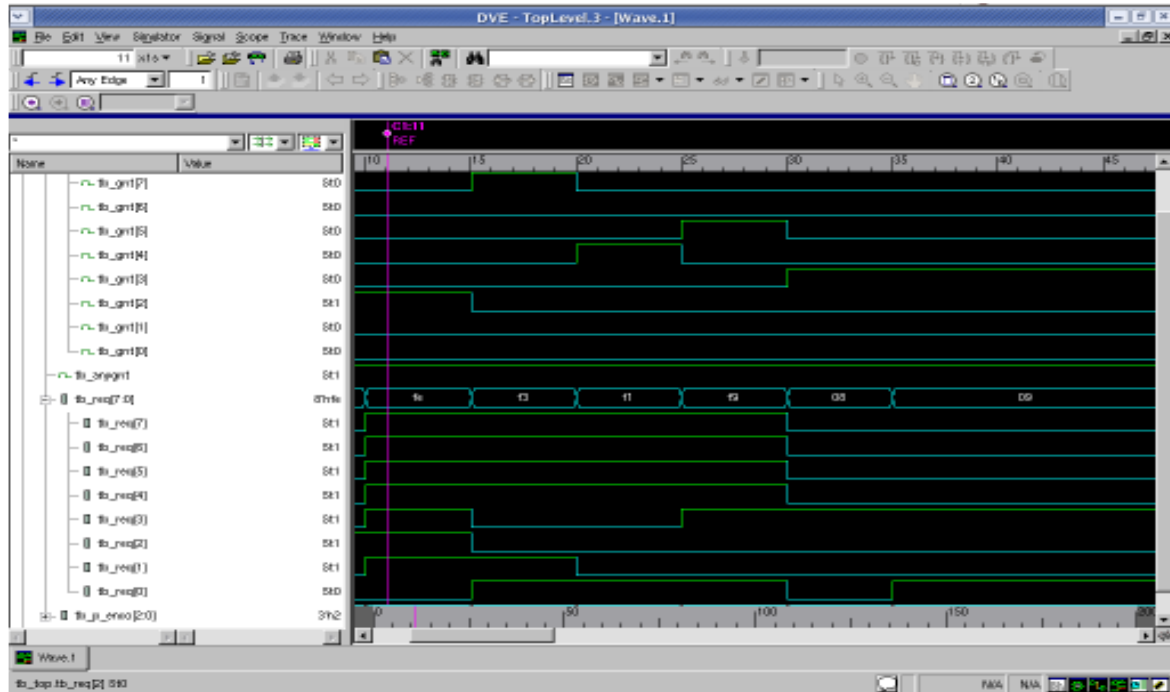 DVE - TopLevel.3 - [Wave.1]
File Edit View Simulator Signal Scope Trace Window Help
11 x1s
Any Edge 1
C1:11
REF
*
Name Value
10 15 20 25 30 35 40 45
tb_gnt[7] St0
tb_gnt[6] St0
tb_gnt[5] St0
tb_gnt[4] St0
tb_gnt[3] St0
tb_gnt[2] St1
tb_gnt[1] St0
tb_gnt[0] St0
tb_anygnt St1
tb_req[7:0] 8'hfe fe f3 f1 f9 08 09
tb_req[7] St1
tb_req[6] St1
tb_req[5] St1
tb_req[4] St1
tb_req[3] St1
tb_req[2] St1
tb_req[1] St1
tb_req[0] St0
3'h2 0 50 100 150 200
Wave.1
tb_top.tb_req[2] St0 N/A N/A